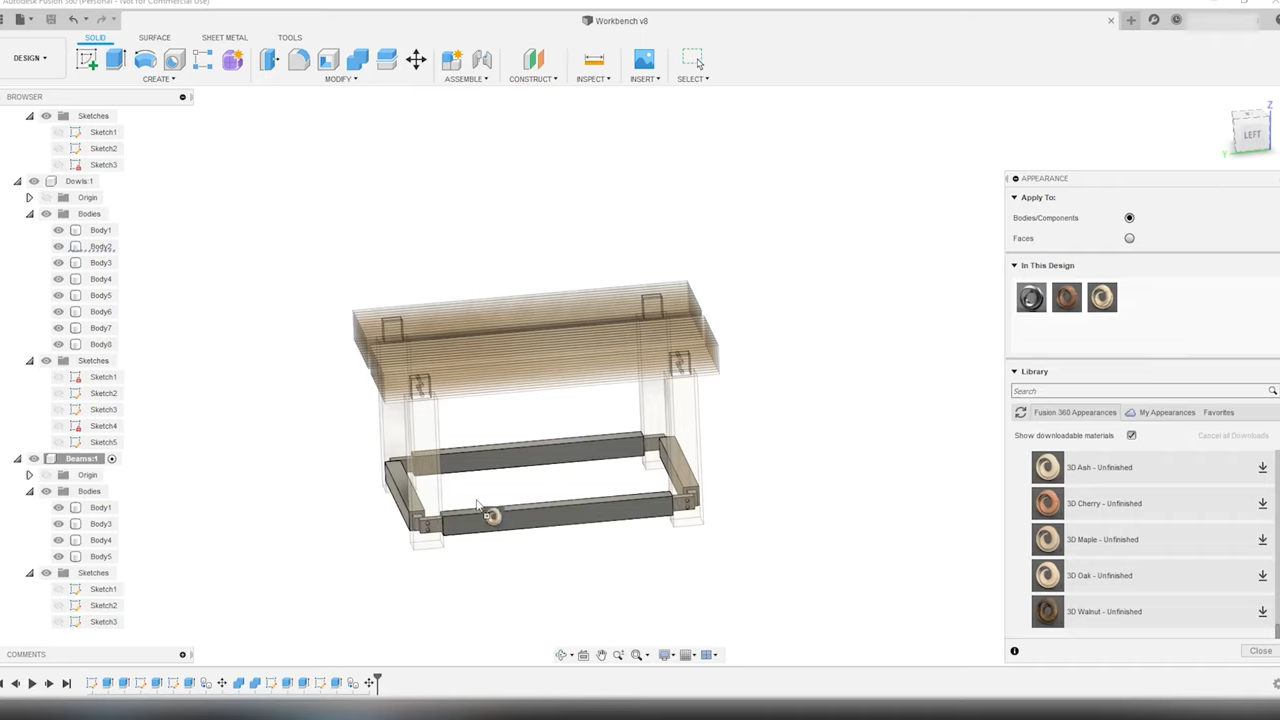 Autodesk Fusion 360 (Personal - Not for Commercial Use)
Workbench v8
SOLID
SURFACE
SHEET METAL
TOOLS
DESIGN
CREATE
MODIFY
ASSEMBLE
CONSTRUCT
INSPECT
INSERT
SELECT
BROWSER
Sketches
Sketch1
Sketch2
Sketch3
Dowls:1
Origin
Bodies
Body1
Body2
Body3
Body4
Body5
Body6
Body7
Body8
Sketches
Sketch1
Sketch2
Sketch3
Sketch4
Sketch5
Beams:1
Origin
Bodies
Body1
Body3
Body4
Body5
Sketches
Sketch1
Sketch2
Sketch3
COMMENTS
Z
LEFT
Y
APPEARANCE
Apply To:
Bodies/Components
Faces
In This Design
Library
Search
Fusion 360 Appearances
My Appearances
Favorites
Show downloadable materials
Cancel all Downloads
3D Ash - Unfinished
3D Cherry - Unfinished
3D Maple - Unfinished
3D Oak - Unfinished
3D Walnut - Unfinished
Close